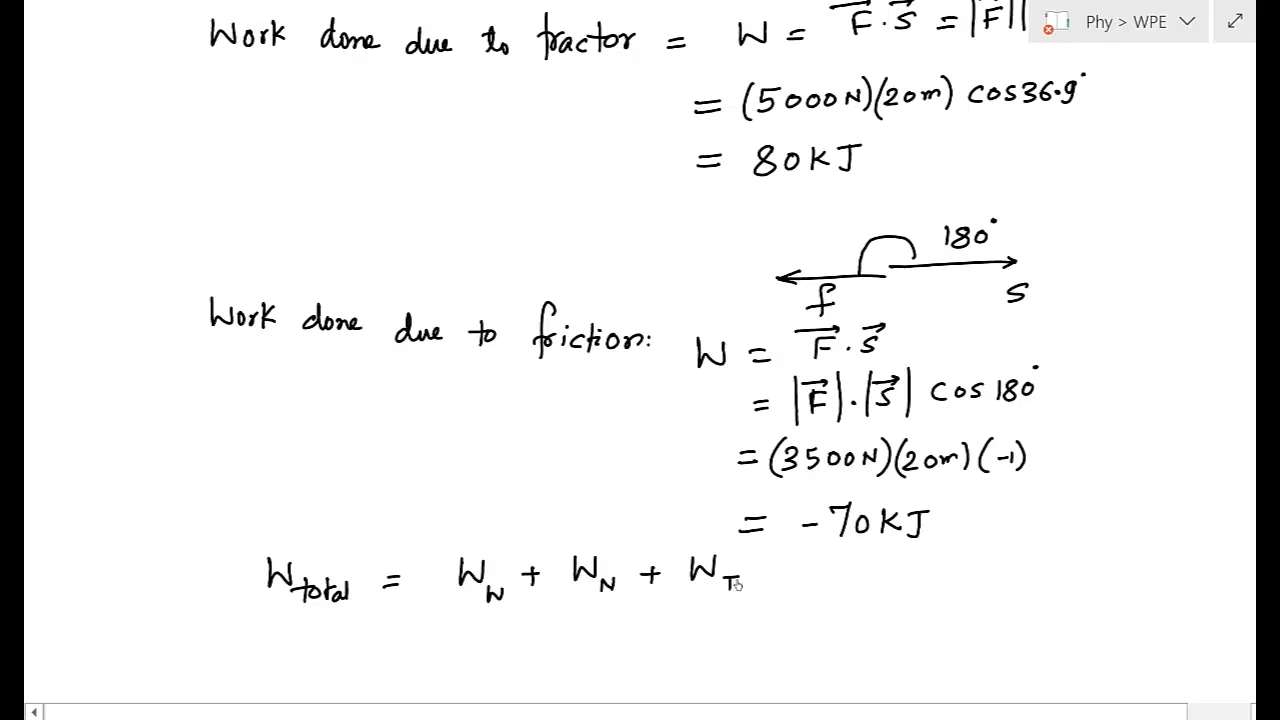 Work done due to tractor = W = F⃗.S⃗ = |F⃗||
Phy > WPE
= (5000N)(20m) cos36.9°
= 80KJ
180°
f S
Work done due to friction: W = F⃗.S⃗
= |F⃗|.|S⃗| cos 180°
= (3500N)(20m)(-1)
= -70KJ
W_total = W_W + W_N + W_T